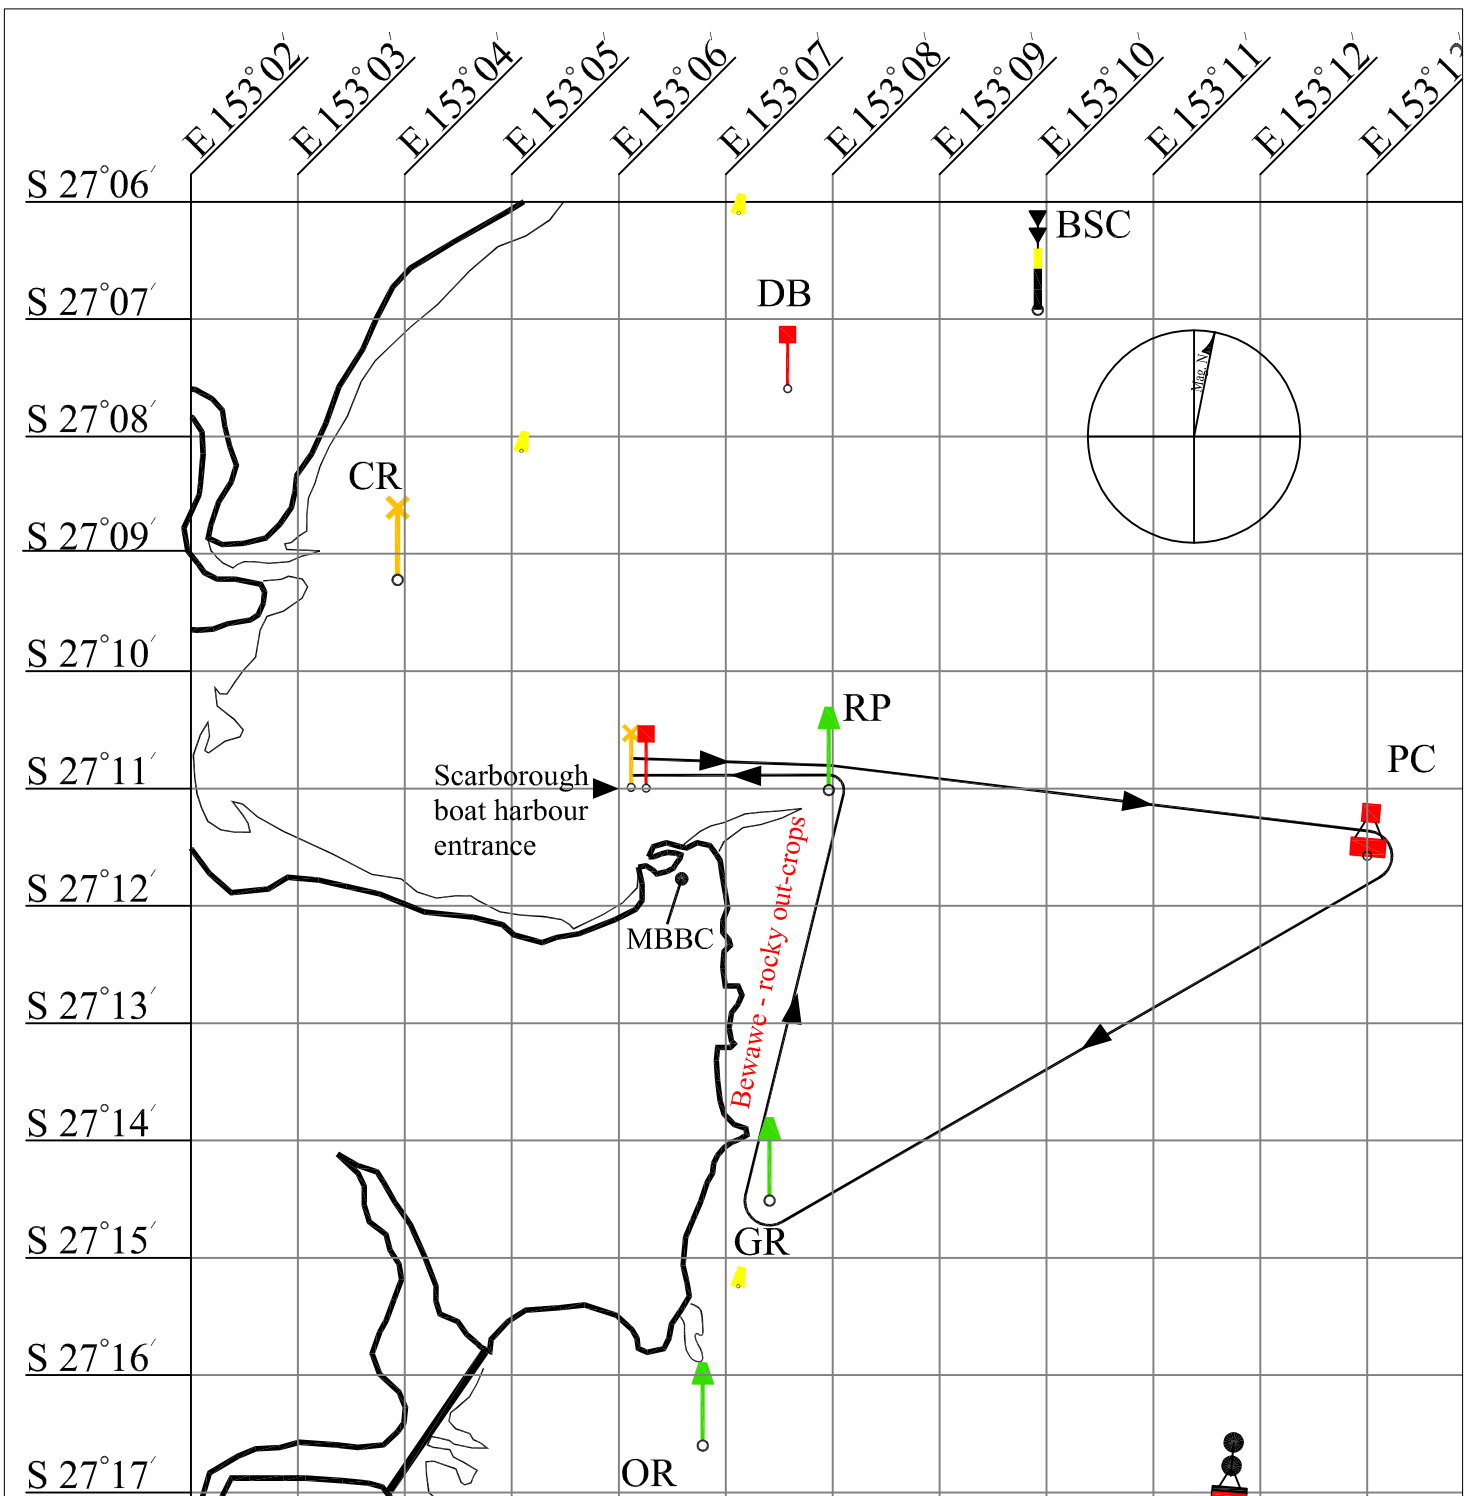 E 153°02′
E 153°03′
E 153°04′
E 153°05′
E 153°06′
E 153°07′
E 153°08′
E 153°09′
E 153°10′
E 153°11′
E 153°12′
E 153°13′
S 27°06′
BSC
DB
S 27°07′
Mag. N
S 27°08′
CR
S 27°09′
S 27°10′
RP
PC
S 27°11′
Scarborough
boat harbour
entrance
S 27°12′
MBBC
Bewawe - rocky out-crops
S 27°13′
S 27°14′
S 27°15′
GR
S 27°16′
OR
S 27°17′